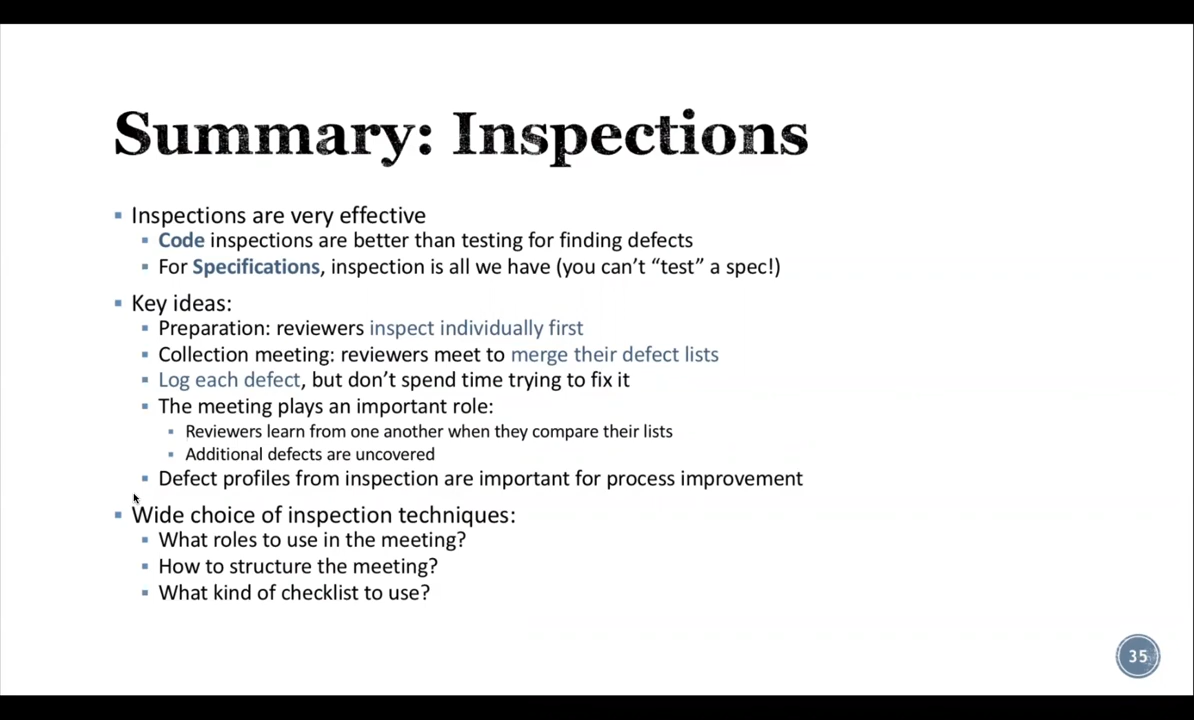 Summary: Inspections
Inspections are very effective
Code inspections are better than testing for finding defects
For Specifications, inspection is all we have (you can’t “test” a spec!)
Key ideas:
Preparation: reviewers inspect individually first
Collection meeting: reviewers meet to merge their defect lists
Log each defect, but don’t spend time trying to fix it
The meeting plays an important role:
Reviewers learn from one another when they compare their lists
Additional defects are uncovered
Defect profiles from inspection are important for process improvement
Wide choice of inspection techniques:
What roles to use in the meeting?
How to structure the meeting?
What kind of checklist to use?
35